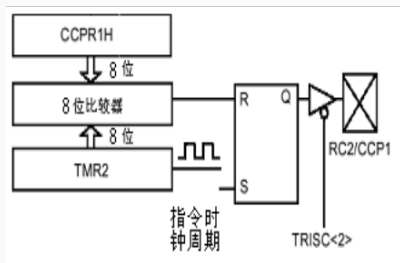 CCPR1H
8 位
8位比较器
R
Q
8 位
RC2/CCP1
TMR2
S
指令时
钟周期
TRISC<2>